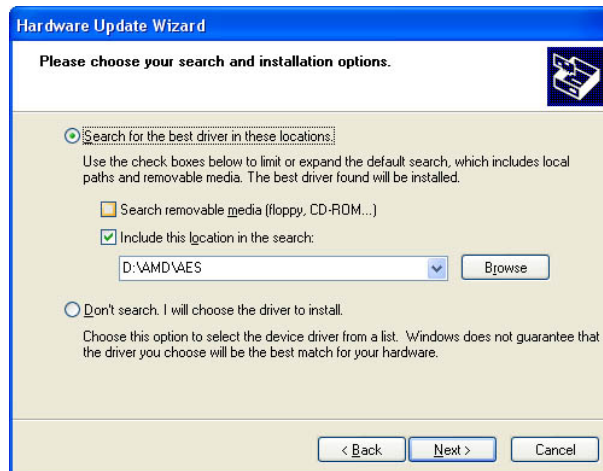 Hardware Update Wizard
Please choose your search and installation options.
Search for the best driver in these locations.
Use the check boxes below to limit or expand the default search, which includes local
paths and removable media. The best driver found will be installed.
Search removable media (floppy, CD-ROM...)
Include this location in the search:
D:\AMD\AES
Browse
Don't search. I will choose the driver to install.
Choose this option to select the device driver from a list. Windows does not guarantee that
the driver you choose will be the best match for your hardware.
< Back
Next >
Cancel